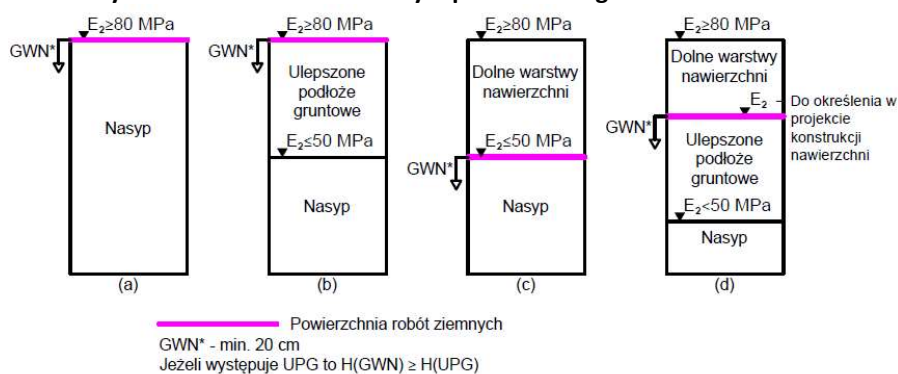 E₂≥80 MPa
GWN*
Nasyp
(a)
E₂≥80 MPa
GWN*
Ulepszone
podłoże
gruntowe
E₂≤50 MPa
Nasyp
(b)
E₂≥80 MPa
Dolne warstwy
nawierzchni
E₂≤50 MPa
GWN*
Nasyp
(c)
E₂≥80 MPa
Dolne warstwy
nawierzchni
E₂ - Do określenia w
projekcie
konstrukcji
nawierzchni
GWN*
Ulepszone
podłoże
gruntowe
E₂<50 MPa
Nasyp
(d)
Powierzchnia robót ziemnych
GWN* - min. 20 cm
Jeżeli występuje UPG to H(GWN) ≥ H(UPG)